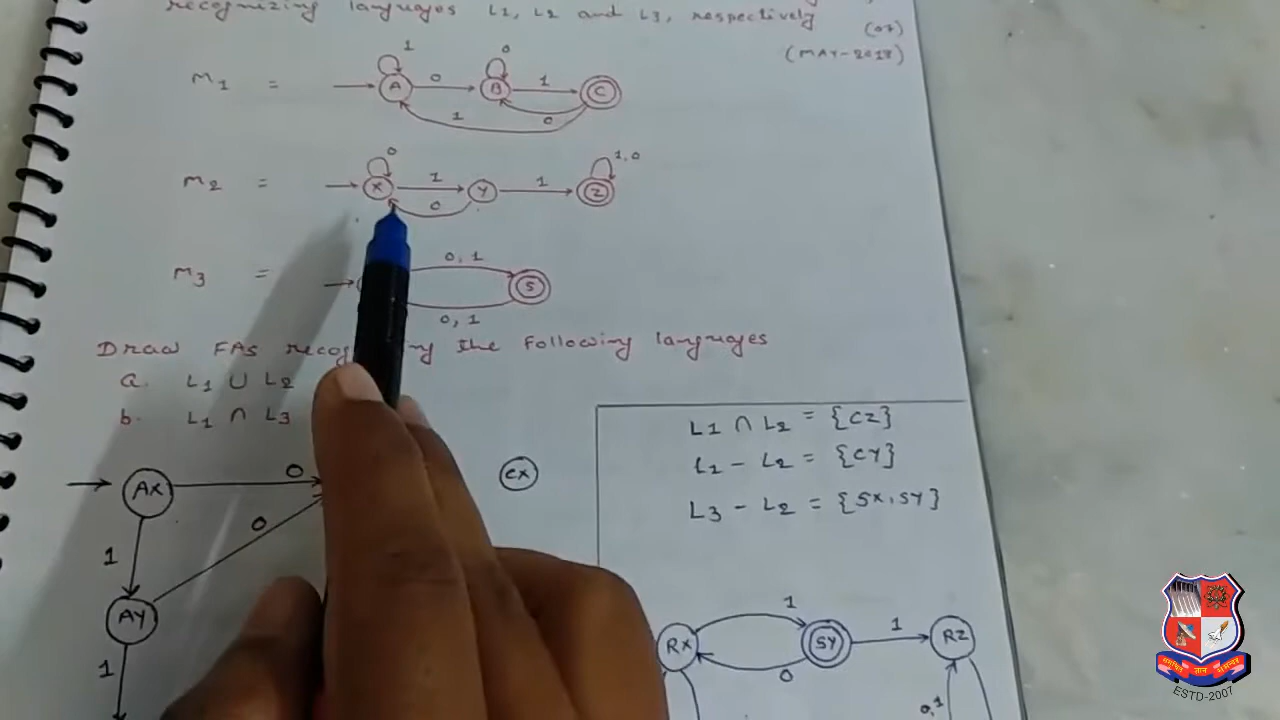 recognizing languages L1, L2 and L3, respectively
(07)
(MAY-2018)
M1 =
1
0
0
1
A
B
C
0
1
M2 =
0
1
1
1,0
X
Y
Z
0
M3 =
0,1
S
0,1
Draw FAs the following languages
a. L1 ∪ L2
b. L1 ∩ L3
L1 ∩ L2 = {CZ}
L1 - L2 = {CY}
L3 - L2 = {SX, SY}
AX
0
CX
1
0
AY
1
RX
1
SY
1
RZ
0
0,1
ESTD-2007